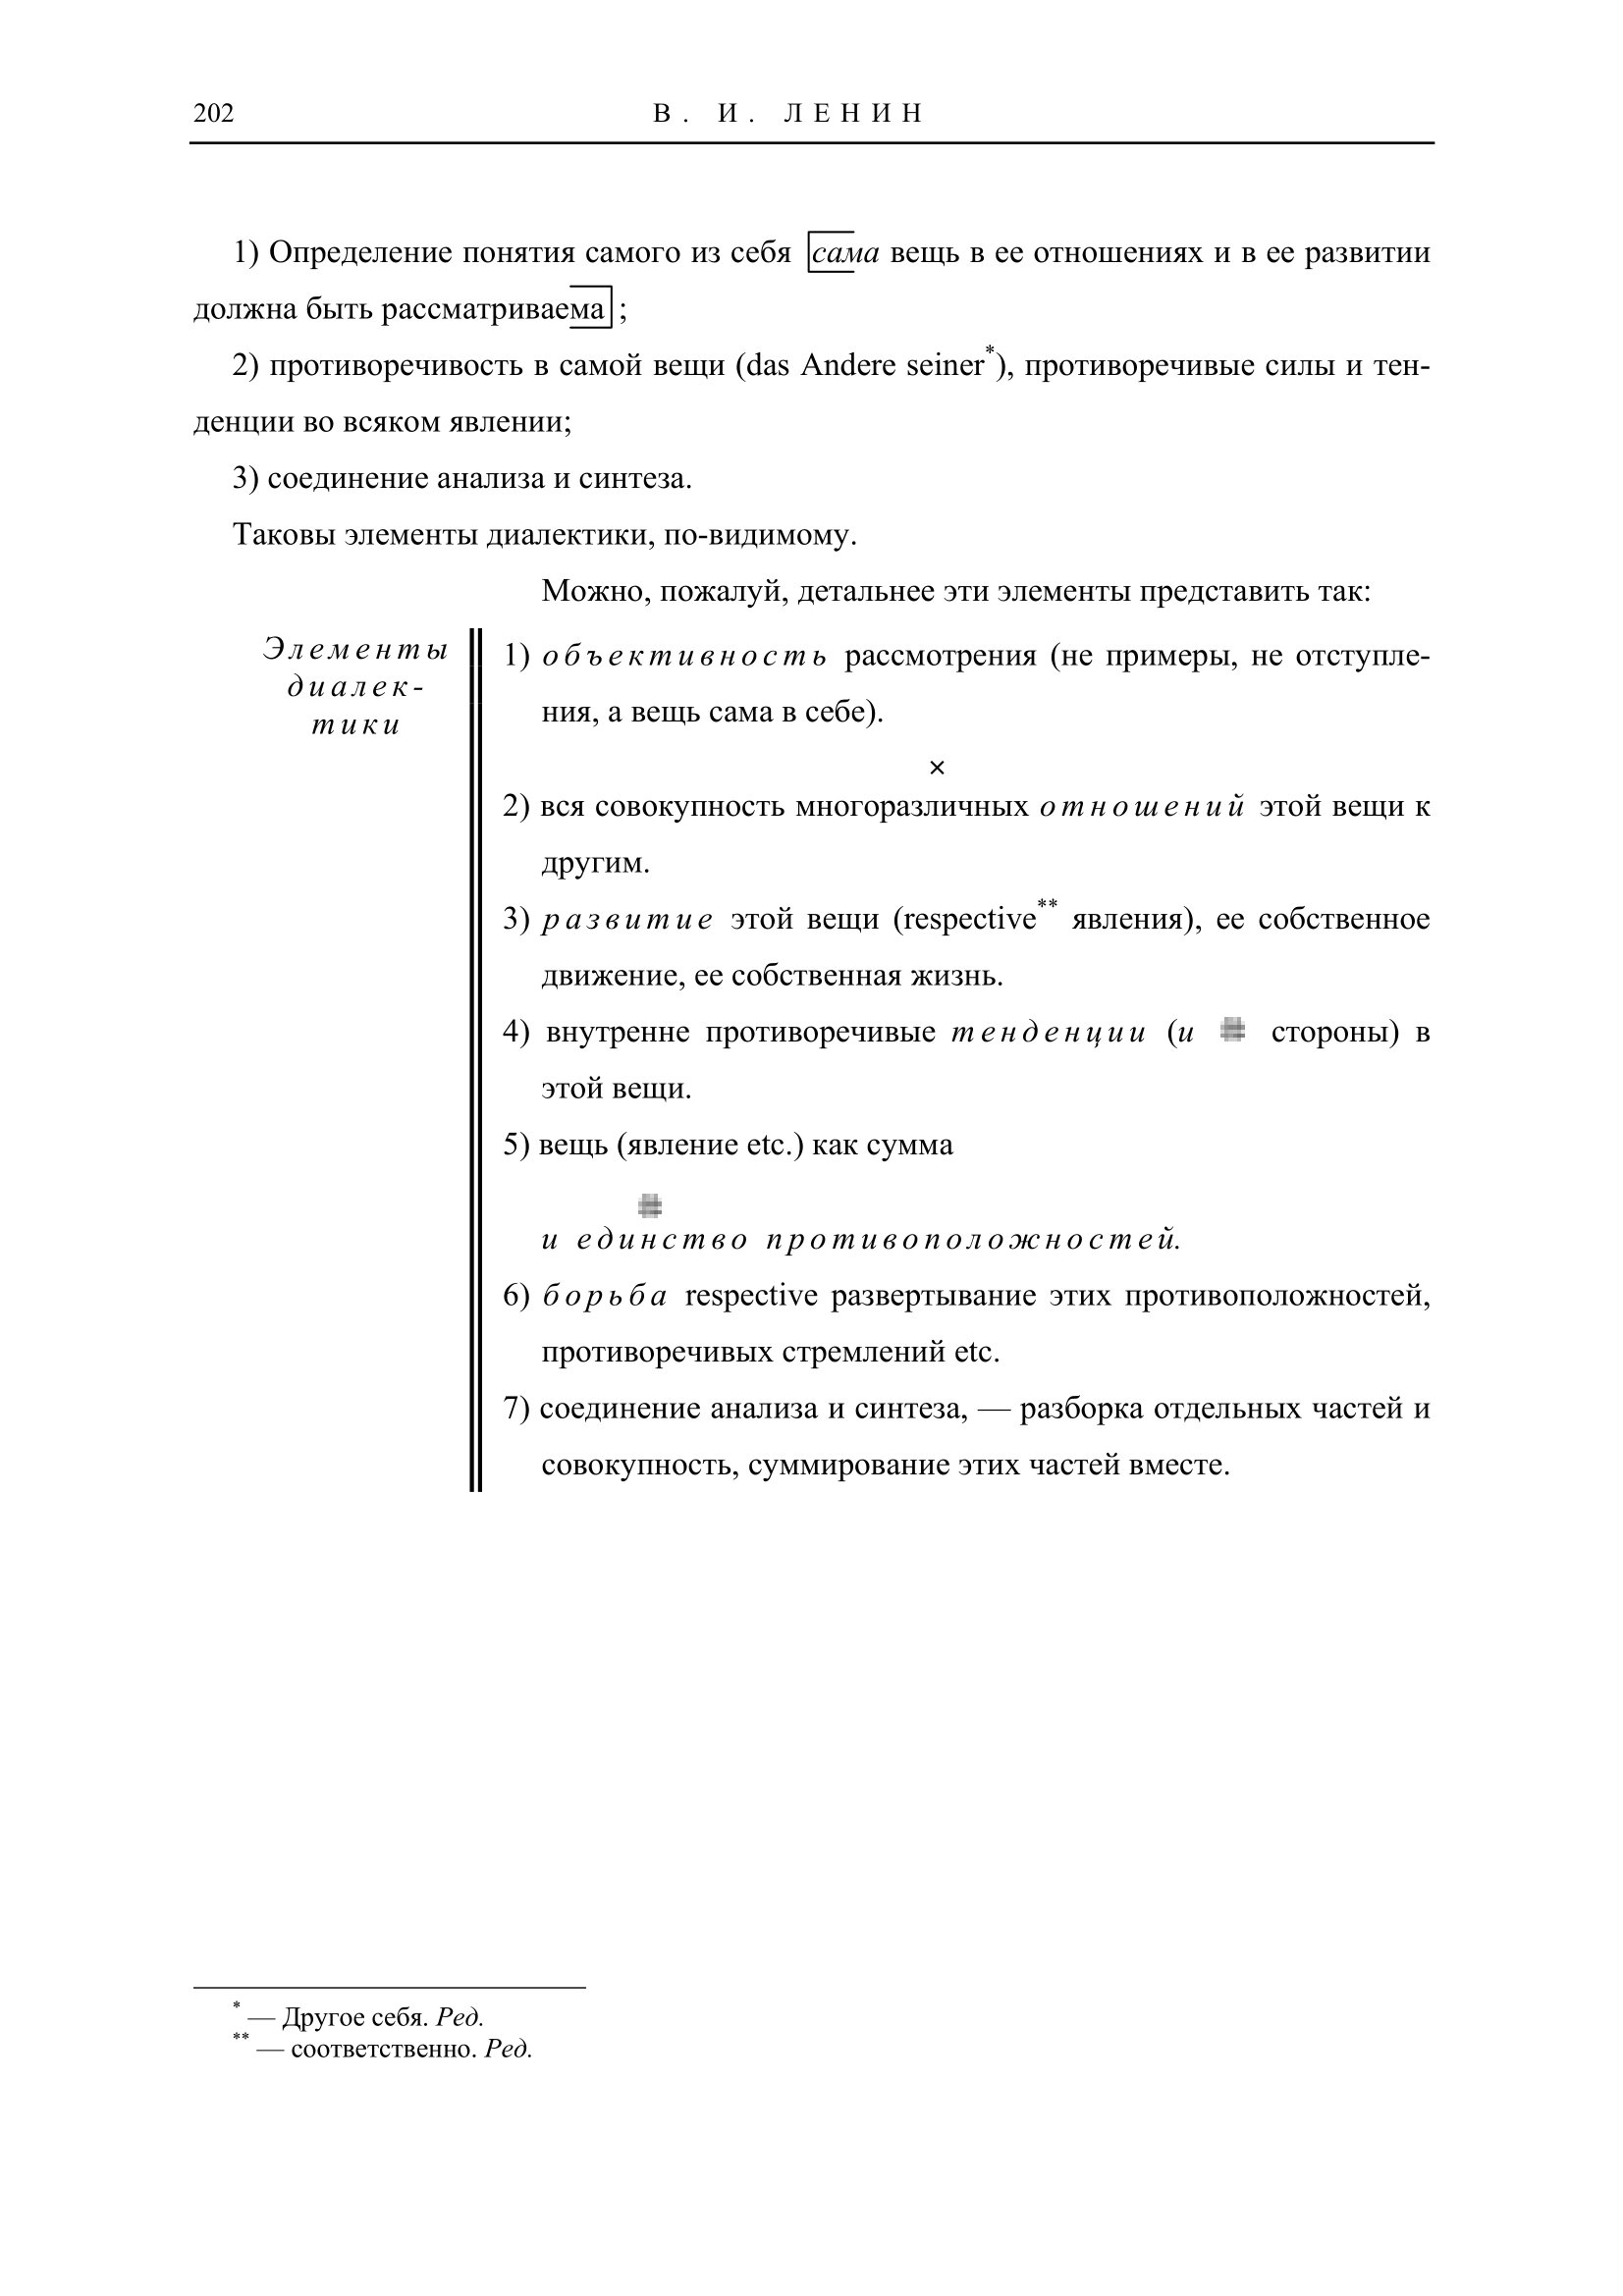 202
В. И. ЛЕНИН
1) Определение понятия самого из себя [сама вещь в ее отношениях и в ее развитии
должна быть рассматриваема];
2) противоречивость в самой вещи (das Andere seiner*), противоречивые силы и тен-
денции во всяком явлении;
3) соединение анализа и синтеза.
Таковы элементы диалектики, по-видимому.
Можно, пожалуй, детальнее эти элементы представить так:
Элементы
диалек-
тики
1) объективность рассмотрения (не примеры, не отступле-
ния, а вещь сама в себе).
×
2) вся совокупность многоразличных отношений этой вещи к
другим.
3) развитие этой вещи (respective** явления), ее собственное
движение, ее собственная жизнь.
4) внутренне противоречивые тенденции (и стороны) в
этой вещи.
5) вещь (явление etc.) как сумма
и единство противоположностей.
6) борьба respective развертывание этих противоположностей,
противоречивых стремлений etc.
7) соединение анализа и синтеза, — разборка отдельных частей и
совокупность, суммирование этих частей вместе.
* — Другое себя. Ред.
** — соответственно. Ред.